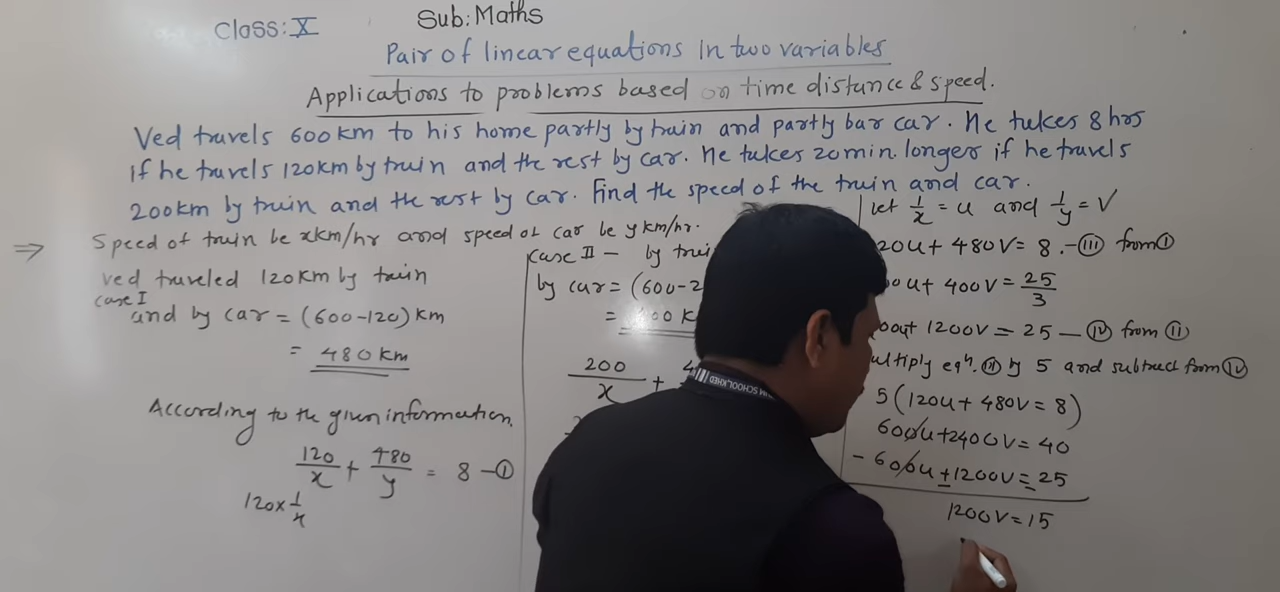 Class: X
Sub: Maths
Pair of linear equations in two variables
Applications to problems based on time distance & speed.
Ved travels 600 km to his home partly by train and partly bar car. He takes 8 hrs
if he travels 120 km by train and the rest by car. He takes 20 min. longer if he travels
200 km by train and the rest by car. Find the speed of the train and car.
⇒ Speed of train be x km/hr and speed of car be y km/hr.
Ved traveled 120 km by train
case I
and by car = (600-120) km
= 480 km
According to the given information.
120/x + 480/y = 8 - ①
120 x 1/x
case II - by
by car = (600-
200/x +
let 1/x = u and 1/y = V
20u + 480V = 8. - Ⅲ from ①
u + 400V = 25/3
1200V = 25 - Ⅳ from Ⅱ
eqⁿ. Ⅲ by 5 and subtract from Ⅳ
5(120u + 480V = 8)
600u + 2400V = 40
- 600u + 1200V = 25
1200V = 15